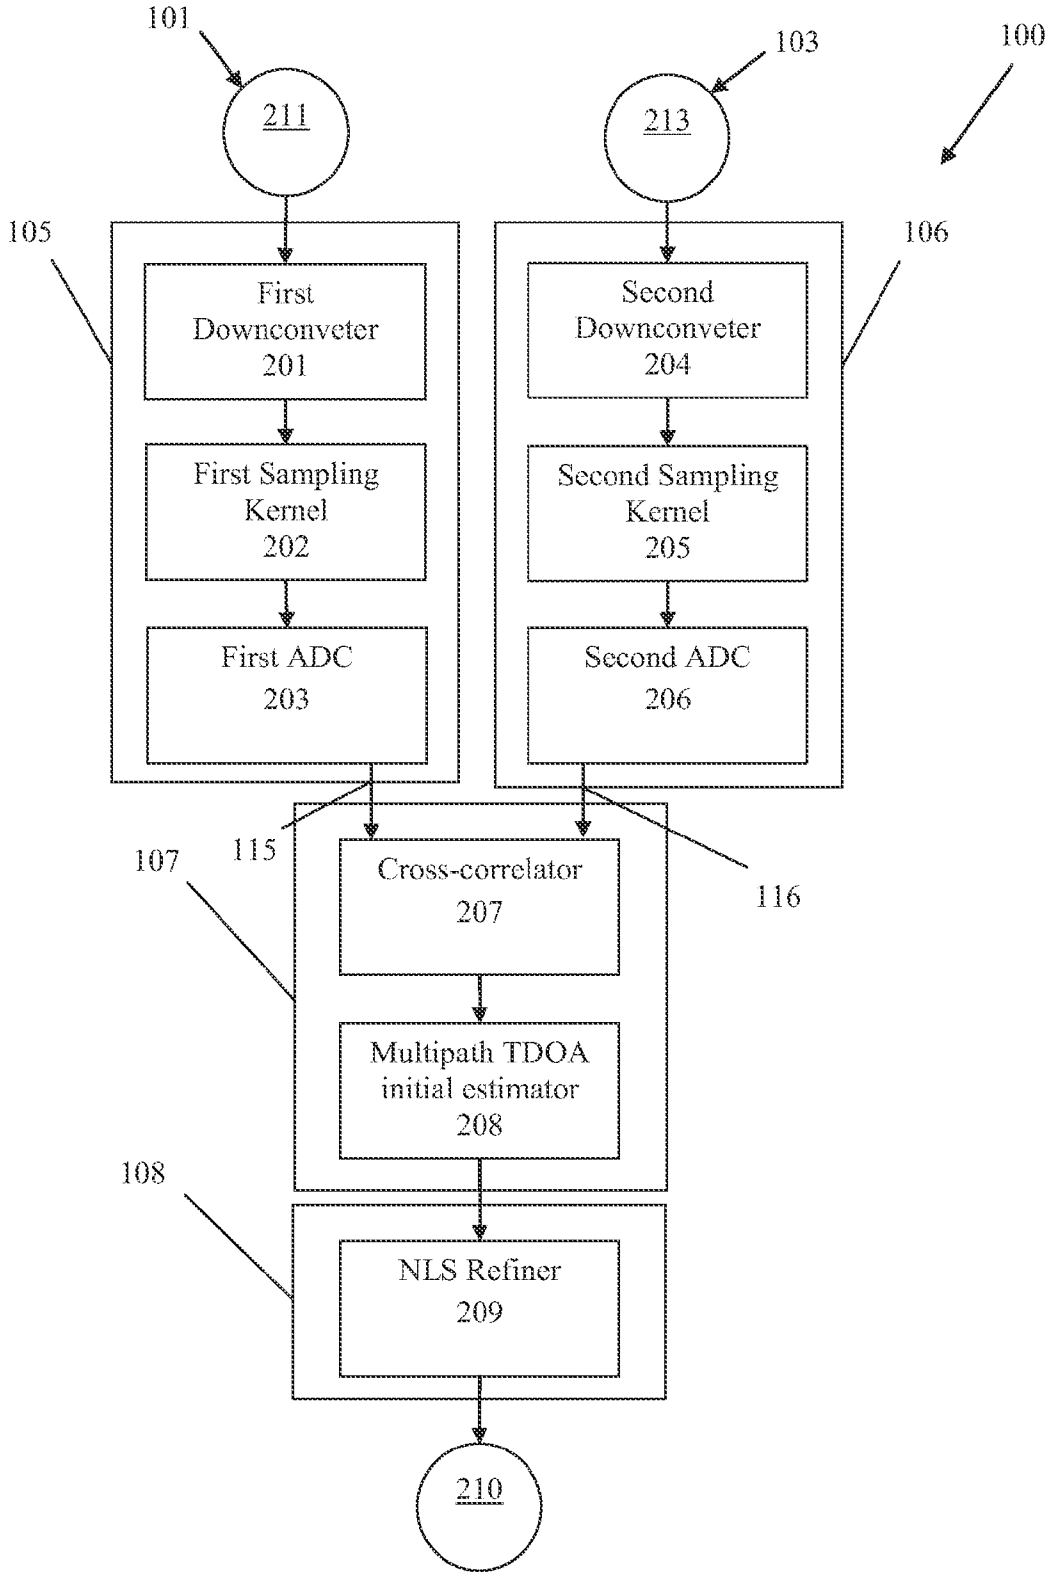 101
103
100
211
213
105
106
First
Downconveter
201
Second
Downconveter
204
First Sampling
Kernel
202
Second Sampling
Kernel
205
First ADC
203
Second ADC
206
115
116
107
Cross-correlator
207
Multipath TDOA
initial estimator
208
108
NLS Refiner
209
210